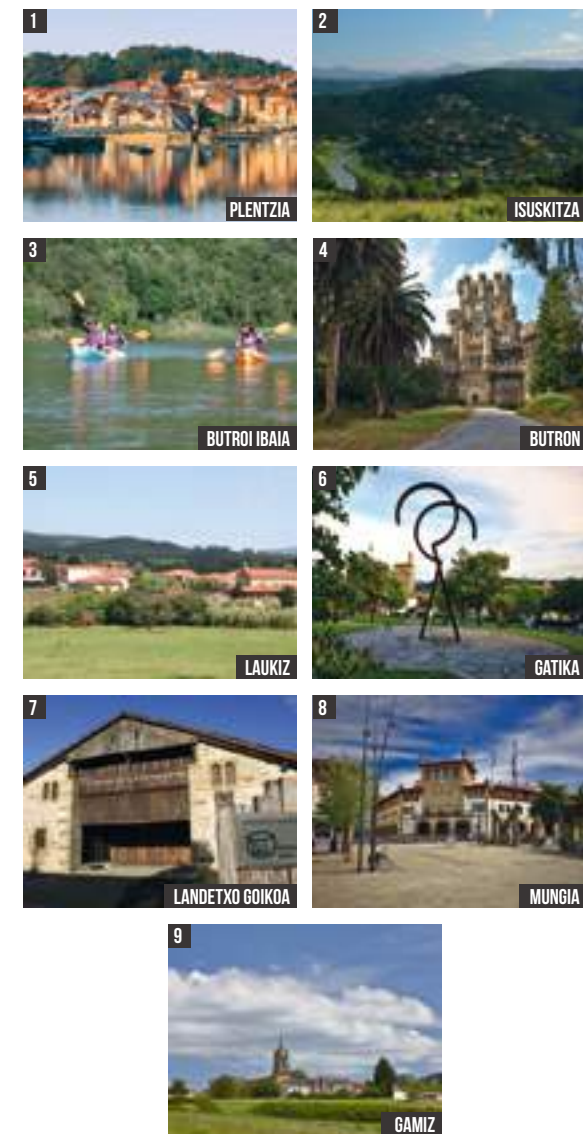 1
PLENTZIA
2
ISUSKITZA
3
BUTROI IBAIA
4
BUTRON
5
LAUKIZ
6
GATIKA
7
LANDETXO GOIKOA
8
MUNGIA
9
GAMIZ